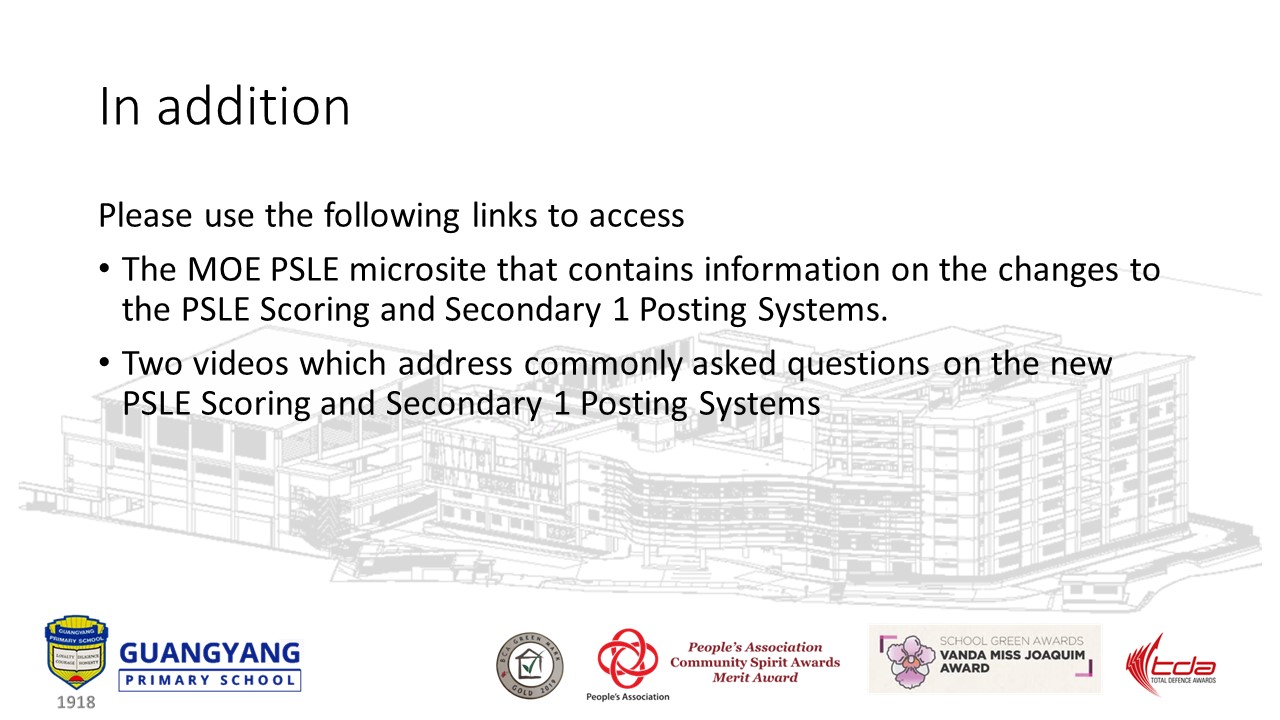 In addition
Please use the following links to access
• The MOE PSLE microsite that contains information on the changes to
the PSLE Scoring and Secondary 1 Posting Systems.
• Two videos which address commonly asked questions on the new
PSLE Scoring and Secondary 1 Posting Systems
GUANGYANG
PRIMARY SCHOOL
LOYALTY DILIGENCE
COURAGE HONESTY
1918
GUANGYANG
PRIMARY SCHOOL
BCA GREEN MARK
GOLD 2019
People's Association
People's Association
Community Spirit Awards
Merit Award
SCHOOL GREEN AWARDS
VANDA MISS JOAQUIM
AWARD
tda
TOTAL DEFENCE AWARDS